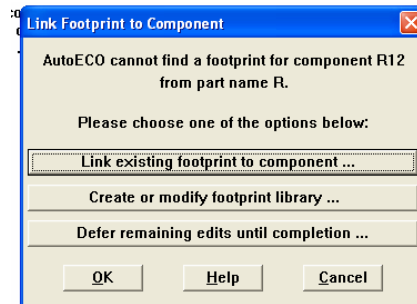 Link Footprint to Component
AutoECO cannot find a footprint for component R12
from part name R.
Please choose one of the options below:
Link existing footprint to component ...
Create or modify footprint library ...
Defer remaining edits until completion ...
OK
Help
Cancel